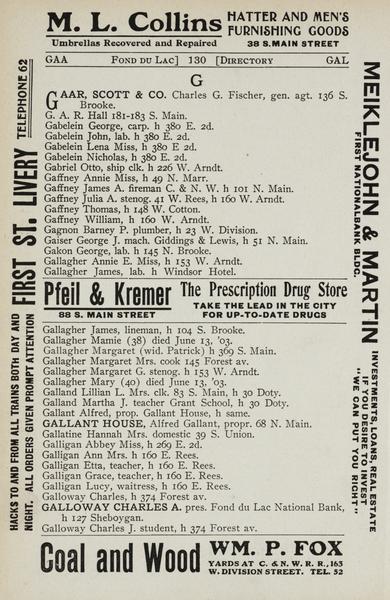 M. L. Collins HATTER AND MEN'S
FURNISHING GOODS
Umbrellas Recovered and Repaired 38 S. MAIN STREET
GAA FOND DU LAC] 130 [DIRECTORY GAL
G
GAAR, SCOTT & CO. Charles G. Fischer, gen. agt. 136 S.
Brooke.
G. A. R. Hall 181-183 S. Main.
Gabelein George, carp. h 380 E. 2d.
Gabelein John, lab. h 380 E. 2d.
Gabelein Lena Miss, h 380 E. 2d
Gabelein Nicholas, h 380 E. 2d.
Gabriel Otto, ship clk. h 226 W. Arndt.
Gaffney Annie Miss, h 49 N. Marr.
Gaffney James A. fireman C. & N. W. h 101 N. Main.
Gaffney Julia A. stenog. 41 W. Rees, h 160 W. Arndt.
Gaffney Thomas, h 148 W. Cotton.
Gaffney William, h 160 W. Arndt.
Gagnon Barney P. plumber, h 23 W. Division.
Gaiser George J. mach. Giddings & Lewis, h 51 N. Main.
Gakon George, lab. h 145 N. Brooke.
Gallagher Annie E. Miss, h 153 W. Arndt.
Gallagher James, lab. h Windsor Hotel.
Pfeil & Kremer The Prescription Drug Store
88 S. MAIN STREET TAKE THE LEAD IN THE CITY
FOR UP-TO-DATE DRUGS
Gallagher James, lineman, h 104 S. Brooke.
Gallagher Mamie (38) died June 13, '03.
Gallagher Margaret (wid. Patrick) h 369 S. Main.
Gallagher Margaret Mrs. cook 145 Forest av.
Gallagher Margaret G. stenog. h 153 W. Arndt.
Gallagher Mary (40) died June 13, '03.
Galland Lillian L. Mrs. clk. 83 S. Main, h 30 Doty.
Galland Martha J. teacher Grant School, h 30 Doty.
Gallant Alfred, prop. Gallant House, h same.
GALLANT HOUSE, Alfred Gallant, propr. 68 N. Main.
Gallatine Hannah Mrs. domestic 39 S. Union.
Galligan Abbey Miss, h 269 E. 2d.
Galligan Ann Mrs. h 160 E. Rees.
Galligan Etta, teacher, h 160 E. Rees.
Galligan Grace, teacher, h 160 E. Rees.
Galligan Lucy, waitress, h 160 E. Rees.
Galloway Charles, h 374 Forest av.
GALLOWAY CHARLES A. pres. Fond du Lac National Bank,
h 127 Sheboygan.
Galloway Charles J. student, h 374 Forest av.
Coal and Wood WM. P. FOX
YARDS AT C. & N. W. R. R., 163
W. DIVISION STREET. TEL. 52
FIRST ST. LIVERY TELEPHONE 62
HACKS TO AND FROM ALL TRAINS BOTH DAY AND
NIGHT. ALL ORDERS GIVEN PROMPT ATTENTION
MEIKLEJOHN & MARTIN
FIRST NATIONAL BANK BLDG.
INVESTMENTS, LOANS, REAL ESTATE
IF YOU DESIRE TO INVEST
"WE CAN PUT YOU RIGHT"